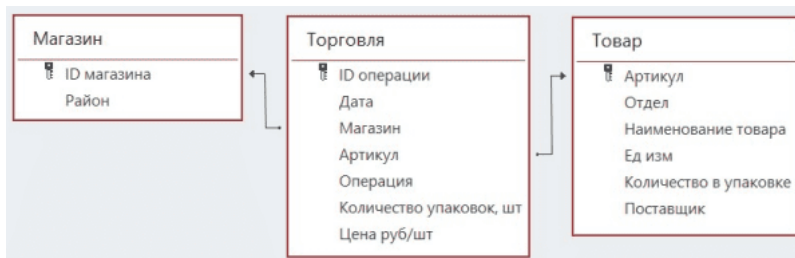 Магазин
ID магазина
Район
Торговля
ID операции
Дата
Магазин
Артикул
Операция
Количество упаковок, шт
Цена руб/шт
Товар
Артикул
Отдел
Наименование товара
Ед изм
Количество в упаковке
Поставщик